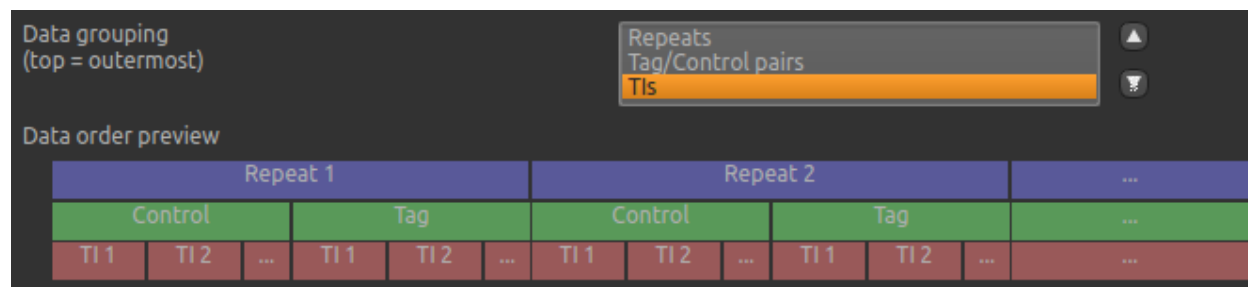 Data grouping
(top = outermost)
Repeats
Tag/Control pairs
TIs
Data order preview
Repeat 1 Repeat 2 ...
Control Tag Control Tag ...
TI 1 TI 2 ... TI 1 TI 2 ... TI 1 TI 2 ... TI 1 TI 2 ... ...